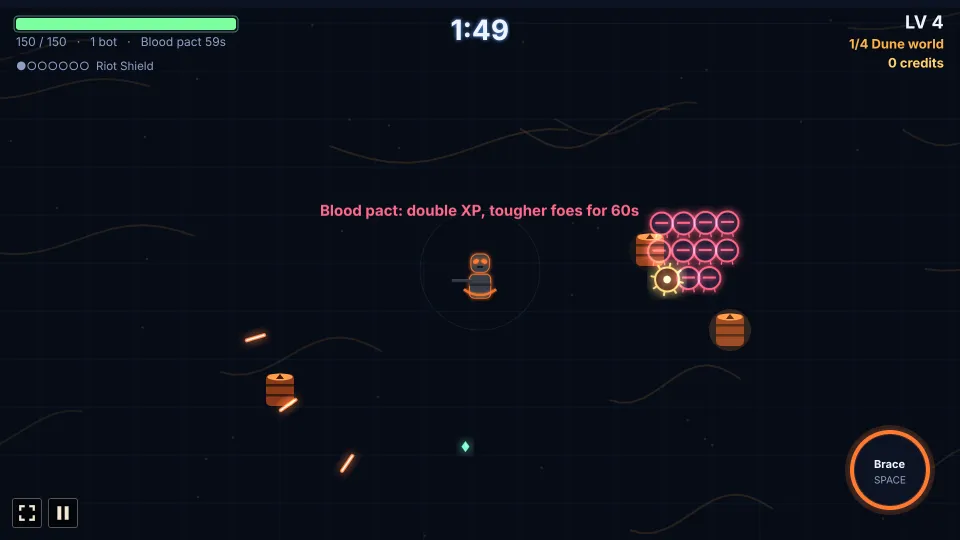 1:49
LV 4
150 / 150 · 1 bot · Blood pact 59s
1/4 Dune world
Riot Shield
0 credits
Blood pact: double XP, tougher foes for 60s
Brace
SPACE